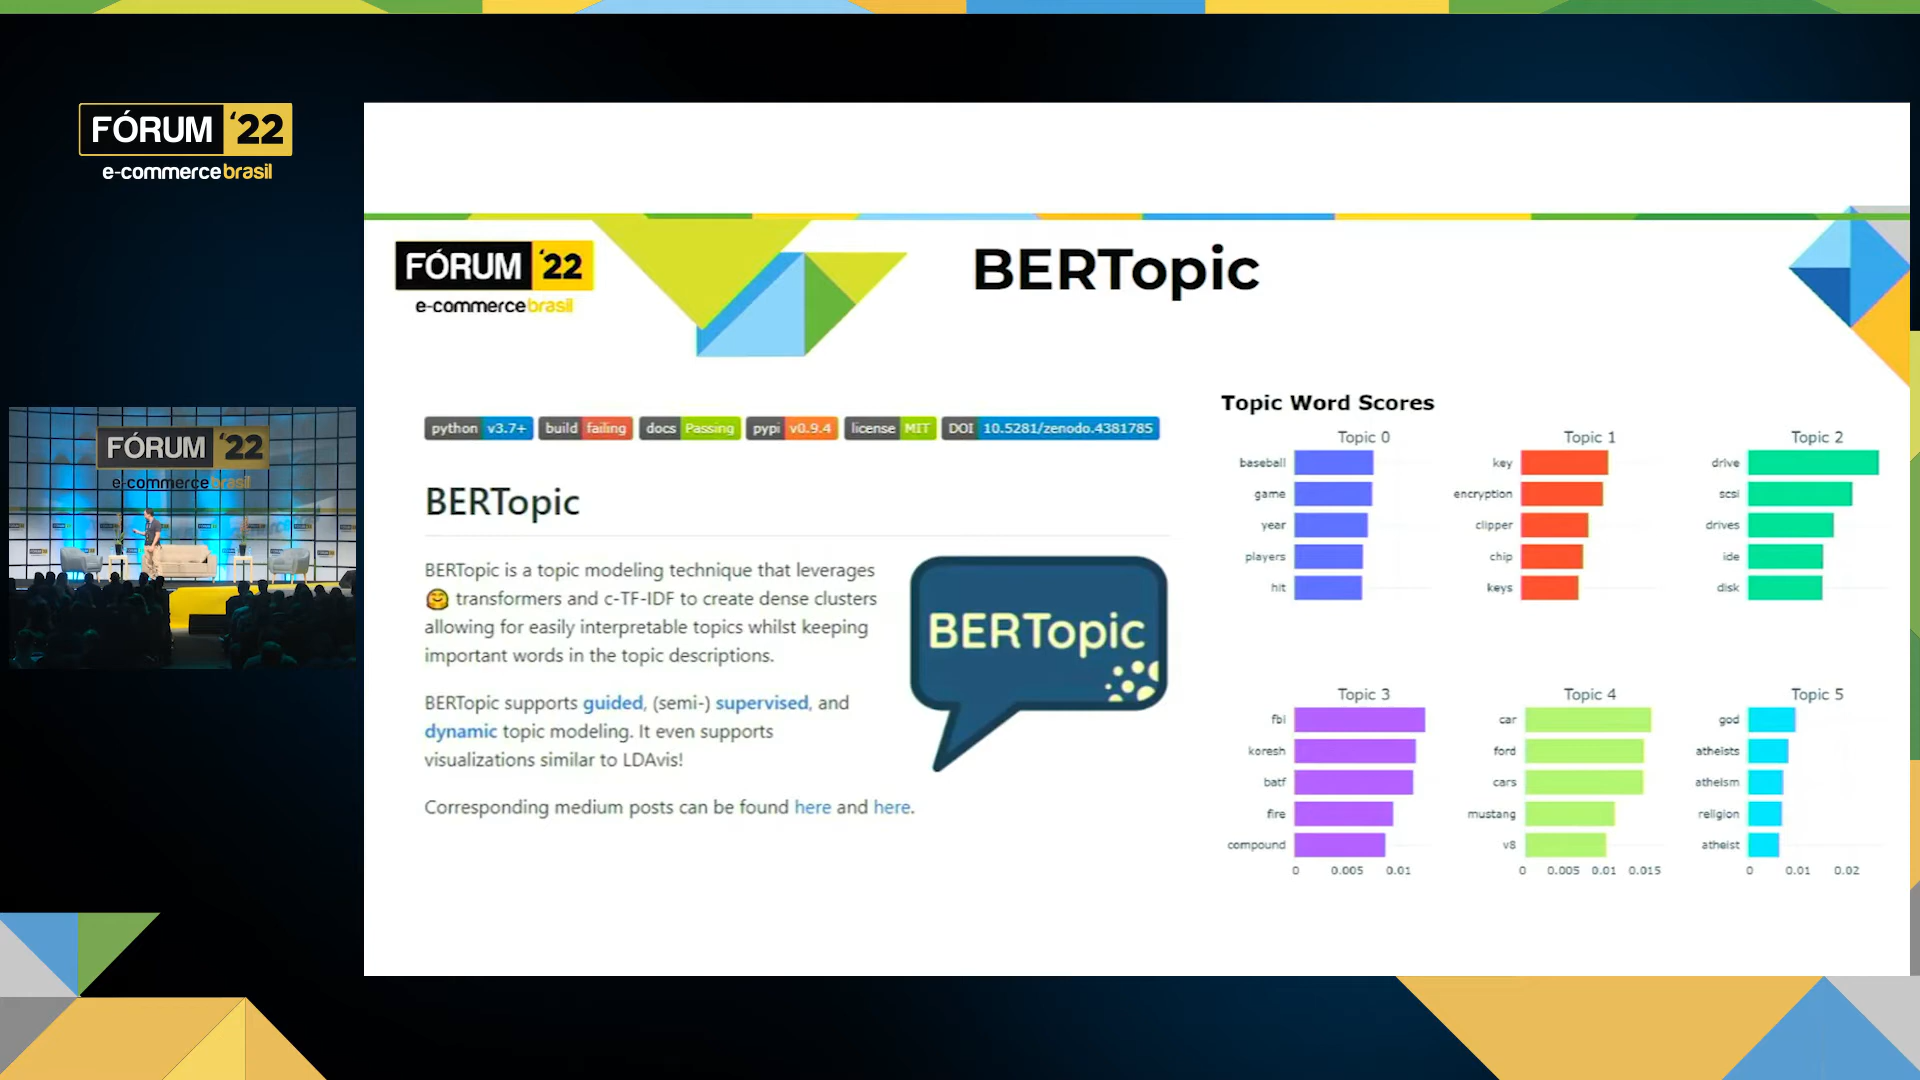 FÓRUM '22
e-commercebrasil
FÓRUM '22
e-commercebrasil
BERTopic
python v3.7+ build failing docs Passing pypi v0.9.4 license MIT DOI 10.5281/zenodo.4381785
BERTopic
BERTopic is a topic modeling technique that leverages
🤗 transformers and c-TF-IDF to create dense clusters
allowing for easily interpretable topics whilst keeping
important words in the topic descriptions.
BERTopic supports guided, (semi-) supervised, and
dynamic topic modeling. It even supports
visualizations similar to LDAvis!
Corresponding medium posts can be found here and here.
BERTopic
Topic Word Scores
Topic 0
baseball
game
year
players
hit
Topic 1
key
encryption
clipper
chip
keys
Topic 2
drive
scsi
drives
ide
disk
Topic 3
fbi
koresh
batf
fire
compound
0 0.005 0.01
Topic 4
car
ford
cars
mustang
v8
0 0.005 0.01 0.015
Topic 5
god
atheists
atheism
religion
atheist
0 0.01 0.02
FÓRUM '22
e-commercebrasil